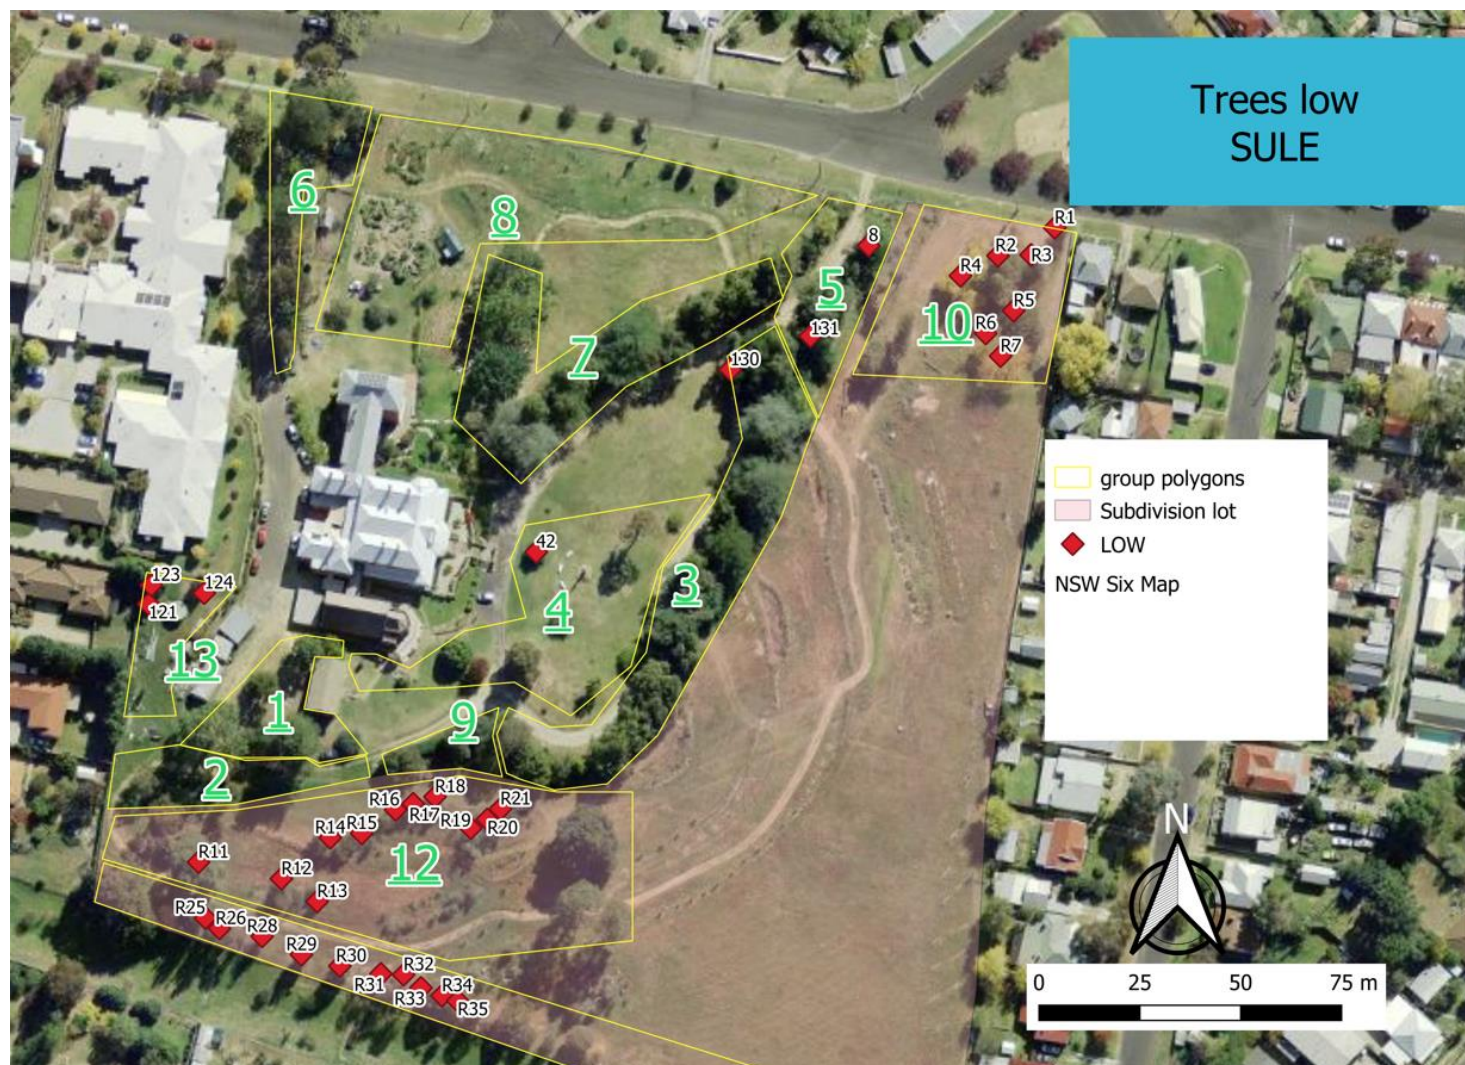 Trees low
SULE
6
8
8
5
R1
R2
R3
R4
R5
10
R6
131
R7
7
130
group polygons
Subdivision lot
LOW
NSW Six Map
42
3
123
124
121
4
13
1
9
2
R18
R16
R21
R17
R19
R20
R14
R15
12
R11
R12
R13
N
R25
R26
R28
R29
R30
R32
R31
R34
R33
R35
0 25 50 75 m